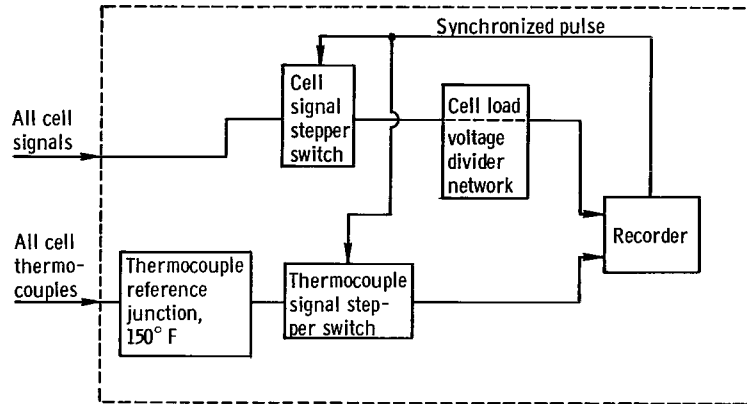 Synchronized pulse
Cell
signal
stepper
switch
Cell load
voltage
divider
network
All cell
signals
Recorder
All cell
thermo-
couples
Thermocouple
reference
junction,
150° F
Thermocouple
signal step-
per switch